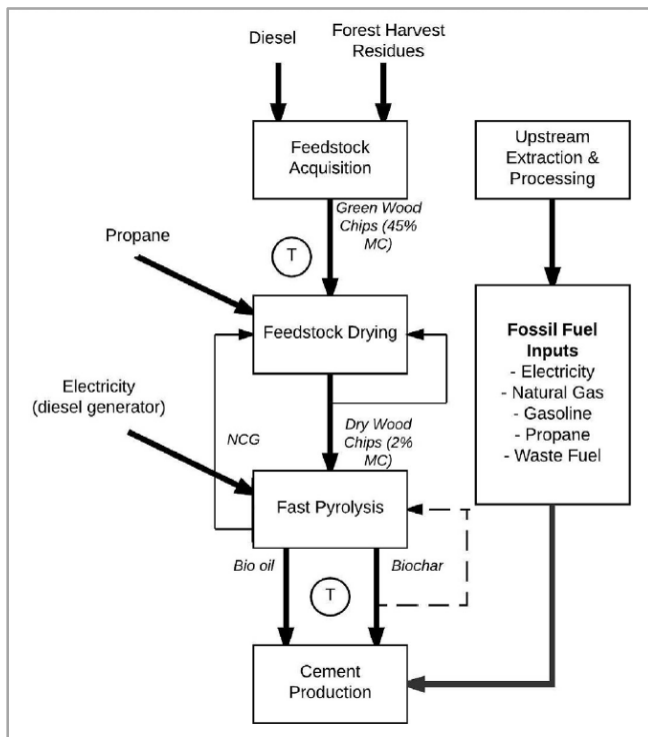 Diesel
Forest Harvest
Residues
Feedstock
Acquisition
Upstream
Extraction &
Processing
Green Wood
Chips (45%
MC)
Propane
T
Feedstock Drying
Fossil Fuel
Inputs
- Electricity
- Natural Gas
- Gasoline
- Propane
- Waste Fuel
Electricity
(diesel generator)
NCG
Dry Wood
Chips (2%
MC)
Fast Pyrolysis
Bio oil
Biochar
T
Cement
Production